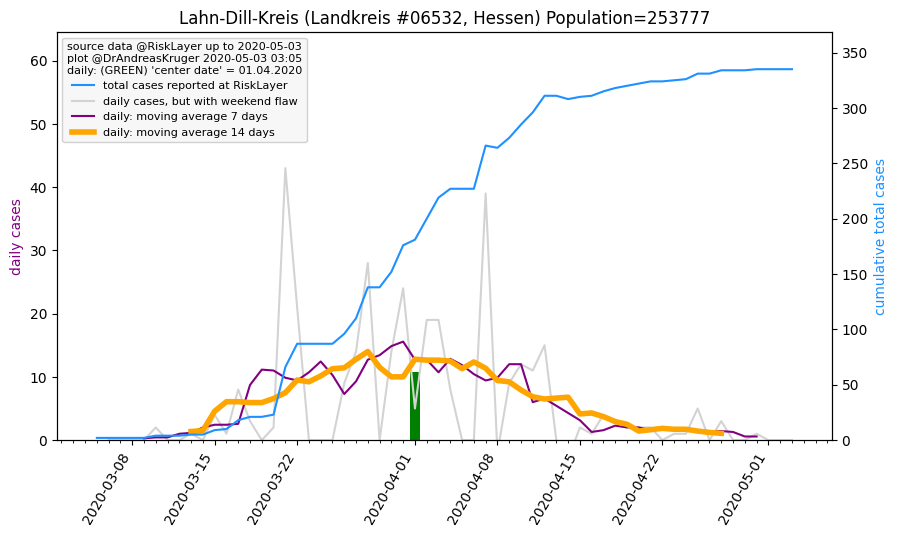 Lahn-Dill-Kreis (Landkreis #06532, Hessen) Population=253777
source data @RiskLayer up to 2020-05-03
plot @DrAndreasKruger 2020-05-03 03:05
daily: (GREEN) 'center date' = 01.04.2020
total cases reported at RiskLayer
daily cases, but with weekend flaw
daily: moving average 7 days
daily: moving average 14 days
daily cases
60
50
40
30
20
10
0
cumulative total cases
350
300
250
200
150
100
50
0
2020-03-08
2020-03-15
2020-03-22
2020-04-01
2020-04-08
2020-04-15
2020-04-22
2020-05-01